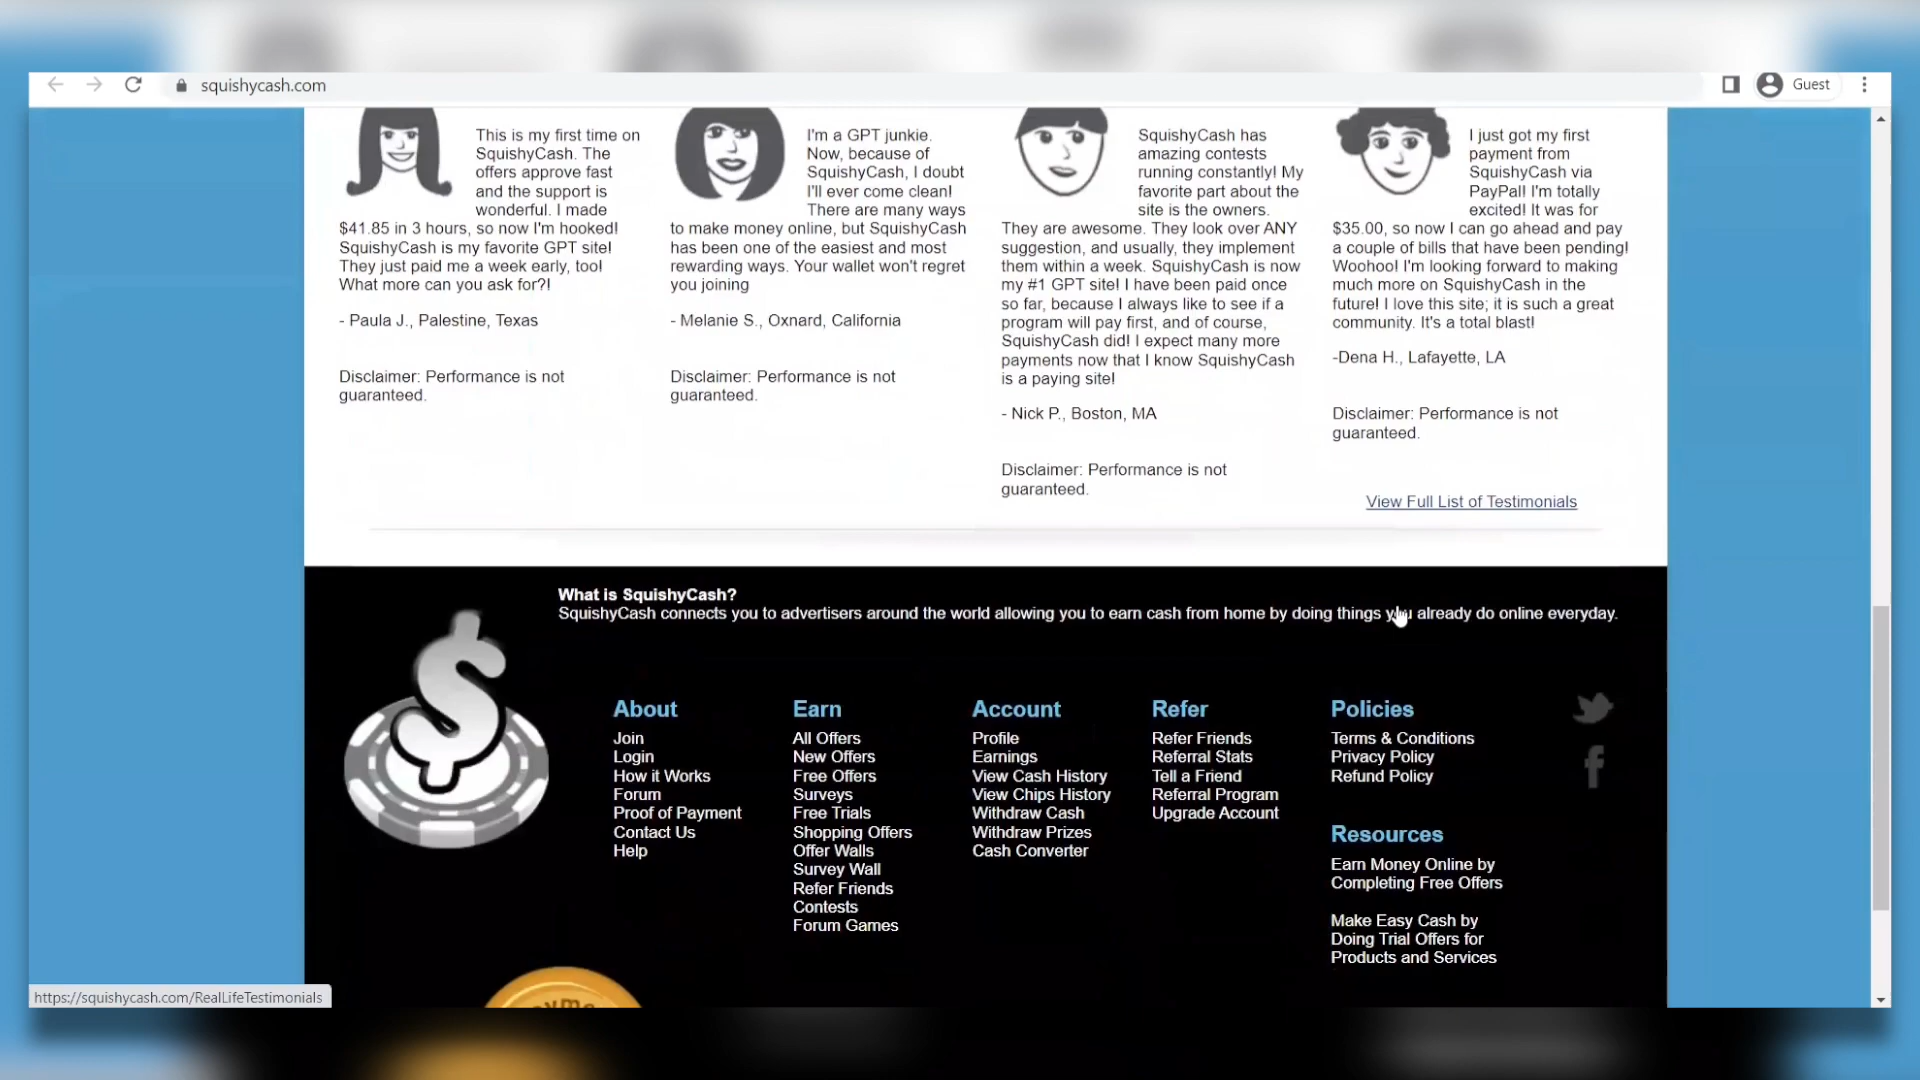 squishycash.com
Guest
This is my first time on
SquishyCash. The
offers approve fast
and the support is
wonderful. I made
$41.85 in 3 hours, so now I'm hooked!
SquishyCash is my favorite GPT site!
They just paid me a week early, too!
What more can you ask for?!
- Paula J., Palestine, Texas
Disclaimer: Performance is not
guaranteed.
I'm a GPT junkie.
Now, because of
SquishyCash, I doubt
I'll ever come clean!
There are many ways
to make money online, but SquishyCash
has been one of the easiest and most
rewarding ways. Your wallet won't regret
you joining
- Melanie S., Oxnard, California
Disclaimer: Performance is not
guaranteed.
SquishyCash has
amazing contests
running constantly! My
favorite part about the
site is the owners.
They are awesome. They look over ANY
suggestion, and usually, they implement
them within a week. SquishyCash is now
my #1 GPT site! I have been paid once
so far, because I always like to see if a
program will pay first, and of course,
SquishyCash did! I expect many more
payments now that I know SquishyCash
is a paying site!
- Nick P., Boston, MA
Disclaimer: Performance is not
guaranteed.
I just got my first
payment from
SquishyCash via
PayPal! I'm totally
excited! It was for
$35.00, so now I can go ahead and pay
a couple of bills that have been pending!
Woohoo! I'm looking forward to making
much more on SquishyCash in the
future! I love this site; it is such a great
community. It's a total blast!
-Dena H., Lafayette, LA
Disclaimer: Performance is not
guaranteed.
View Full List of Testimonials
What is SquishyCash?
SquishyCash connects you to advertisers around the world allowing you to earn cash from home by doing things you already do online everyday.
About
Join
Login
How it Works
Forum
Proof of Payment
Contact Us
Help
Earn
All Offers
New Offers
Free Offers
Surveys
Free Trials
Shopping Offers
Offer Walls
Survey Wall
Refer Friends
Contests
Forum Games
Account
Profile
Earnings
View Cash History
View Chips History
Withdraw Cash
Withdraw Prizes
Cash Converter
Refer
Refer Friends
Referral Stats
Tell a Friend
Referral Program
Upgrade Account
Policies
Terms & Conditions
Privacy Policy
Refund Policy
Resources
Earn Money Online by
Completing Free Offers
Make Easy Cash by
Doing Trial Offers for
Products and Services
https://squishycash.com/RealLifeTestimonials